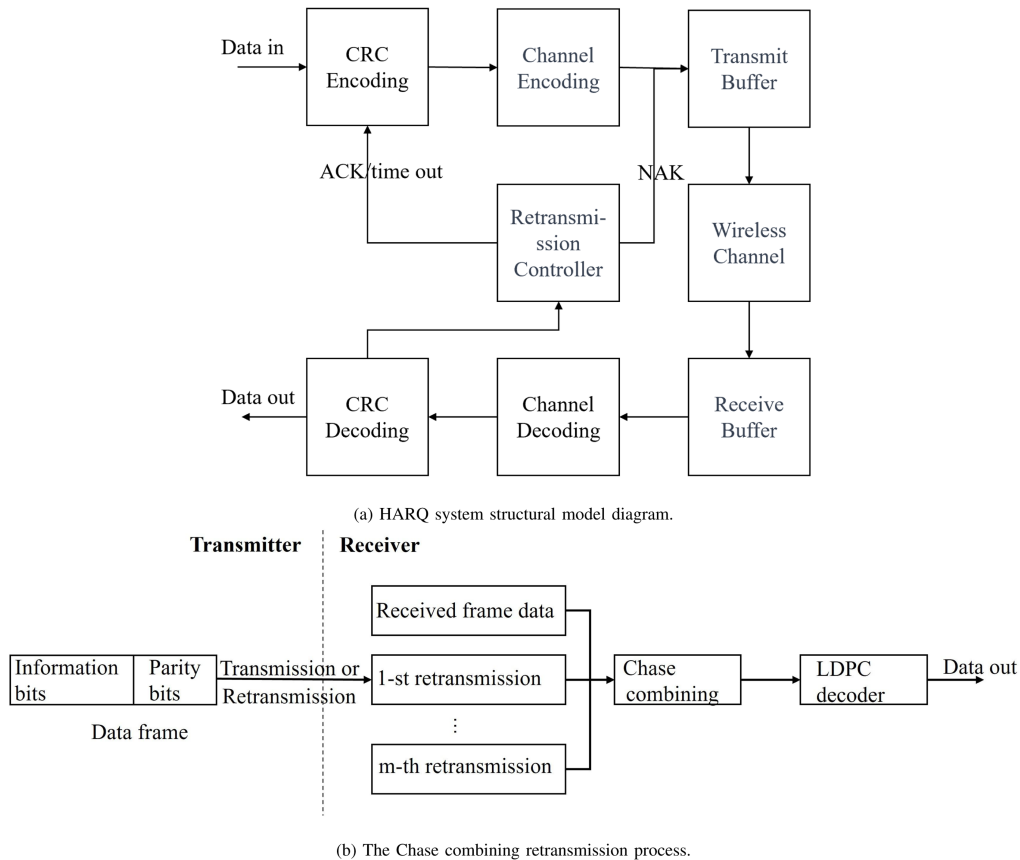 Data in
CRC
Encoding
Channel
Encoding
Transmit
Buffer
ACK/time out
NAK
Retransmi-
ssion
Controller
Wireless
Channel
Data out
CRC
Decoding
Channel
Decoding
Receive
Buffer
(a) HARQ system structural model diagram.
Transmitter
Receiver
Received frame data
Information
bits
Parity
bits
Transmission or
Retransmission
1-st retransmission
Chase
combining
LDPC
decoder
Data out
Data frame
⋮
m-th retransmission
(b) The Chase combining retransmission process.